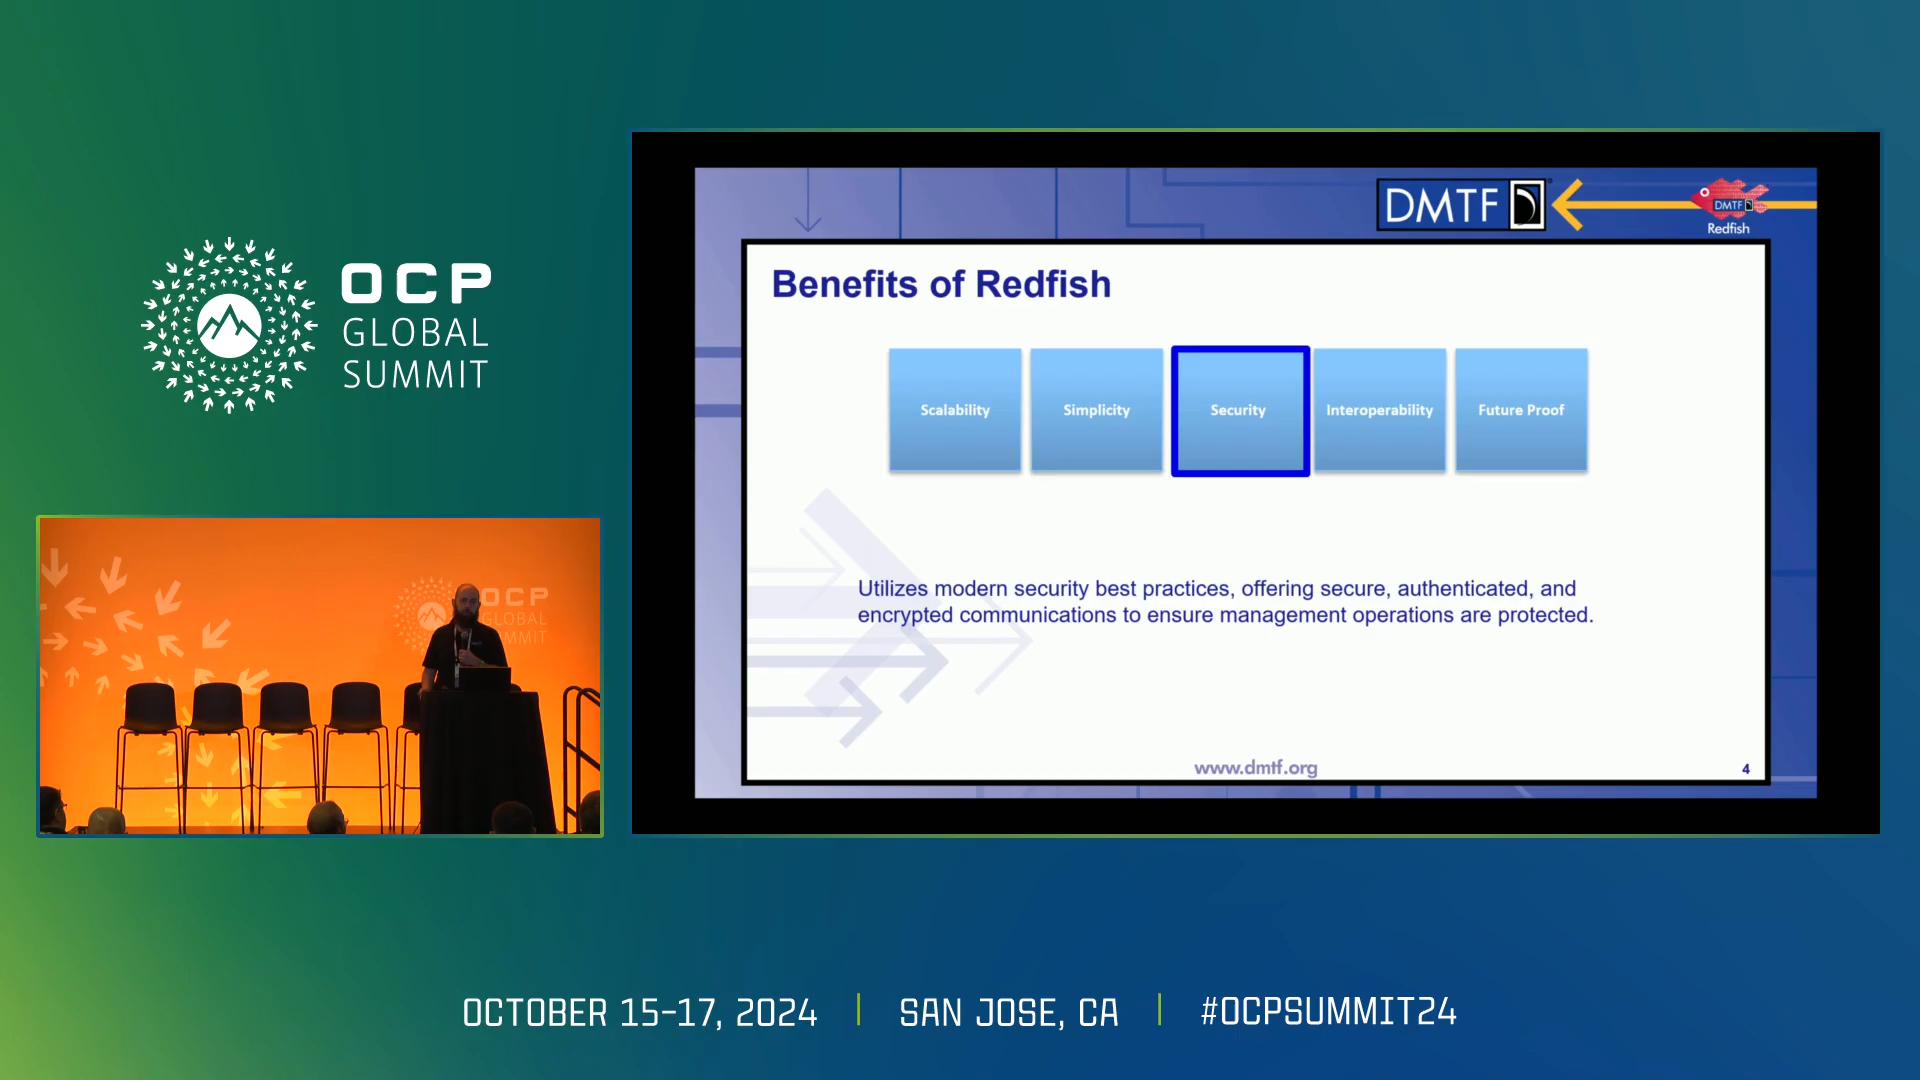 OCP
GLOBAL
SUMMIT
OCP
GLOBAL
SUMMIT
DMTF
DMTF
Redfish
Benefits of Redfish
Scalability
Simplicity
Security
Interoperability
Future Proof
Utilizes modern security best practices, offering secure, authenticated, and
encrypted communications to ensure management operations are protected.
www.dmtf.org
4
OCTOBER 15-17, 2024
SAN JOSE, CA
#OCPSUMMIT24